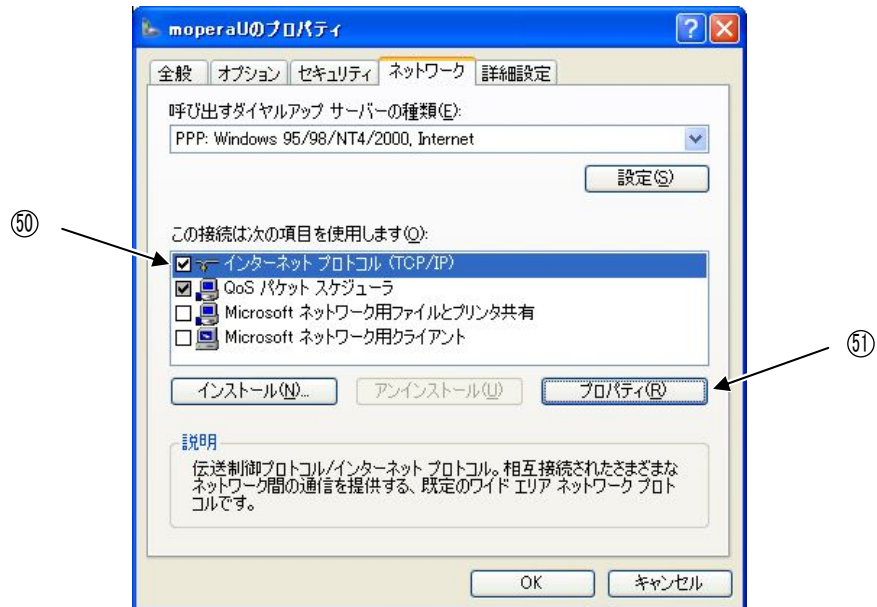 moperaUのプロパティ
全般 オプション セキュリティ ネットワーク 詳細設定
呼び出すダイヤルアップ サーバーの種類(E):
PPP: Windows 95/98/NT4/2000, Internet
設定(S)
㊿
この接続は次の項目を使用します(O):
インターネット プロトコル (TCP/IP)
QoS パケット スケジューラ
Microsoft ネットワーク用ファイルとプリンタ共有
Microsoft ネットワーク用クライアント
51
インストール(N)... アンインストール(U) プロパティ(R)
説明
伝送制御プロトコル/インターネット プロトコル。相互接続されたさまざまな
ネットワーク間の通信を提供する、既定のワイド エリア ネットワーク プロト
コルです。
OK キャンセル